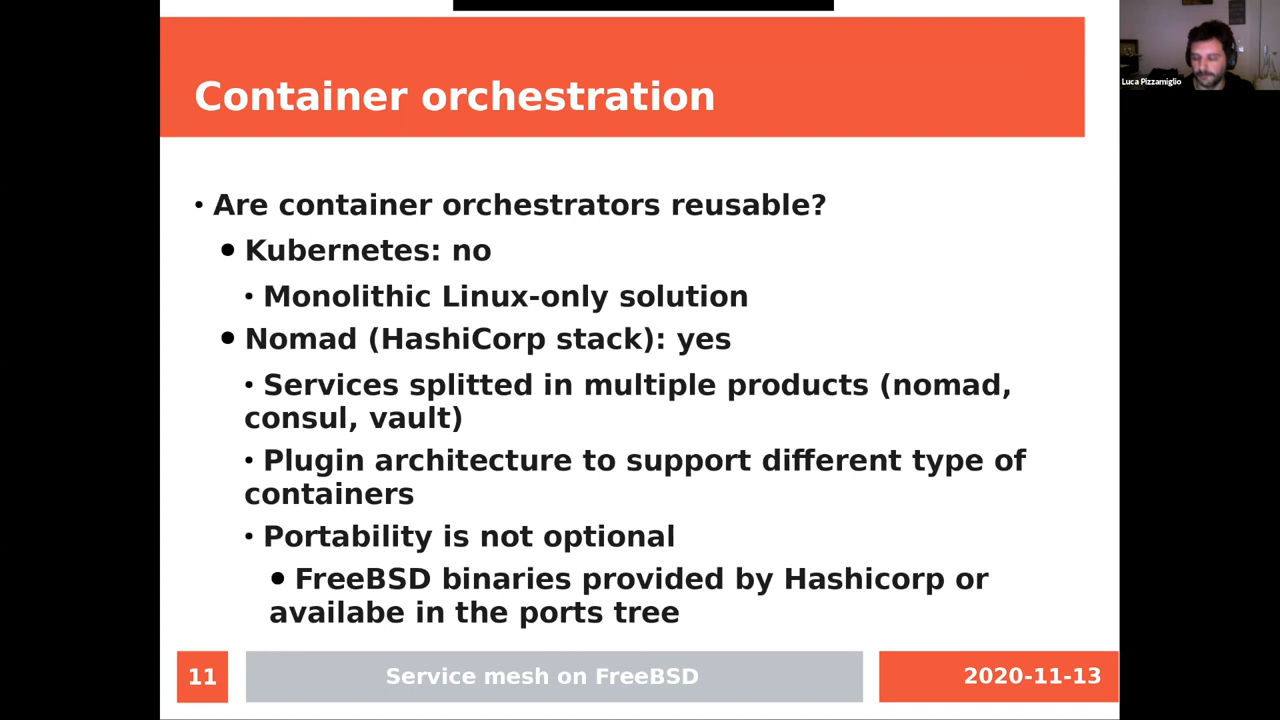 Container orchestration
Luca Pizzamiglio
• Are container orchestrators reusable?
● Kubernetes: no
• Monolithic Linux-only solution
● Nomad (HashiCorp stack): yes
• Services splitted in multiple products (nomad,
consul, vault)
• Plugin architecture to support different type of
containers
• Portability is not optional
● FreeBSD binaries provided by Hashicorp or
availabe in the ports tree
11
Service mesh on FreeBSD
2020-11-13